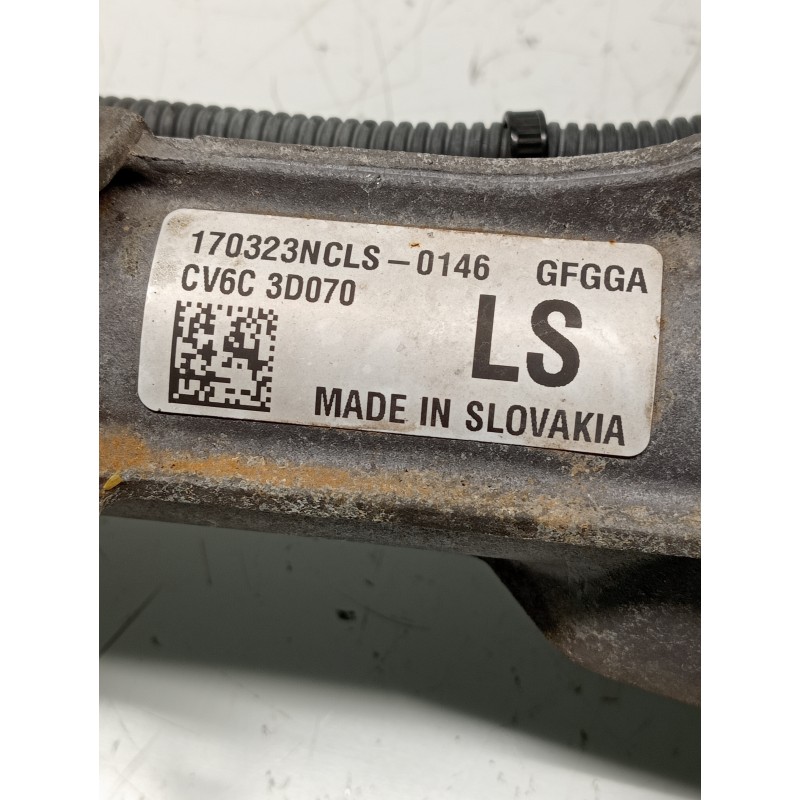 170323NCLS-0146 GFGGA
CV6C 3D070
LS
MADE IN SLOVAKIA